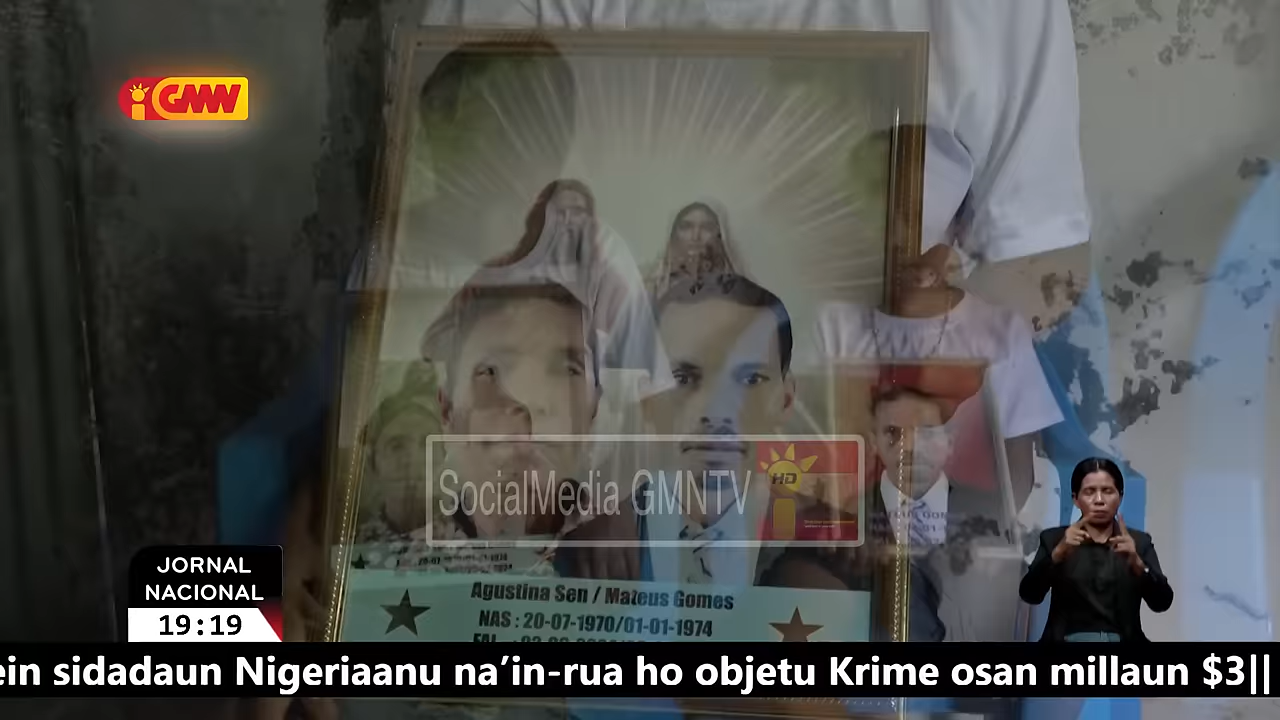 GMN
SocialMedia GMNTV
HD
Agustina Sen / Mateus Gomes
NAS : 20-07-1970/01-01-1974
JORNAL
NACIONAL
19:19
ein sidadaun Nigeriaanu na’in-rua ho objetu Krime osan millaun $3||